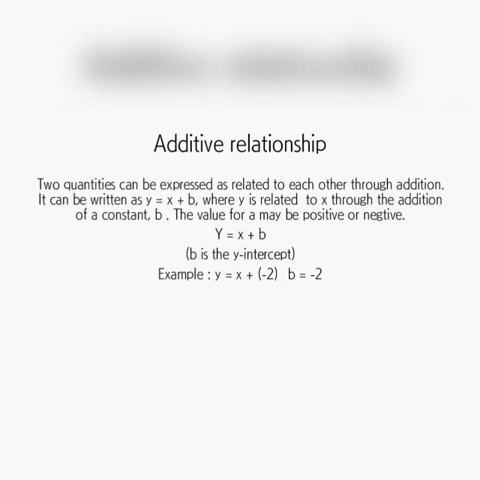 Additive relationship
Two quantities can be expressed as related to each other through addition.
It can be written as y = x + b, where y is related to x through the addition
of a constant, b . The value for a may be positive or negtive.
Y = x + b
(b is the y-intercept)
Example : y = x + (-2) b = -2